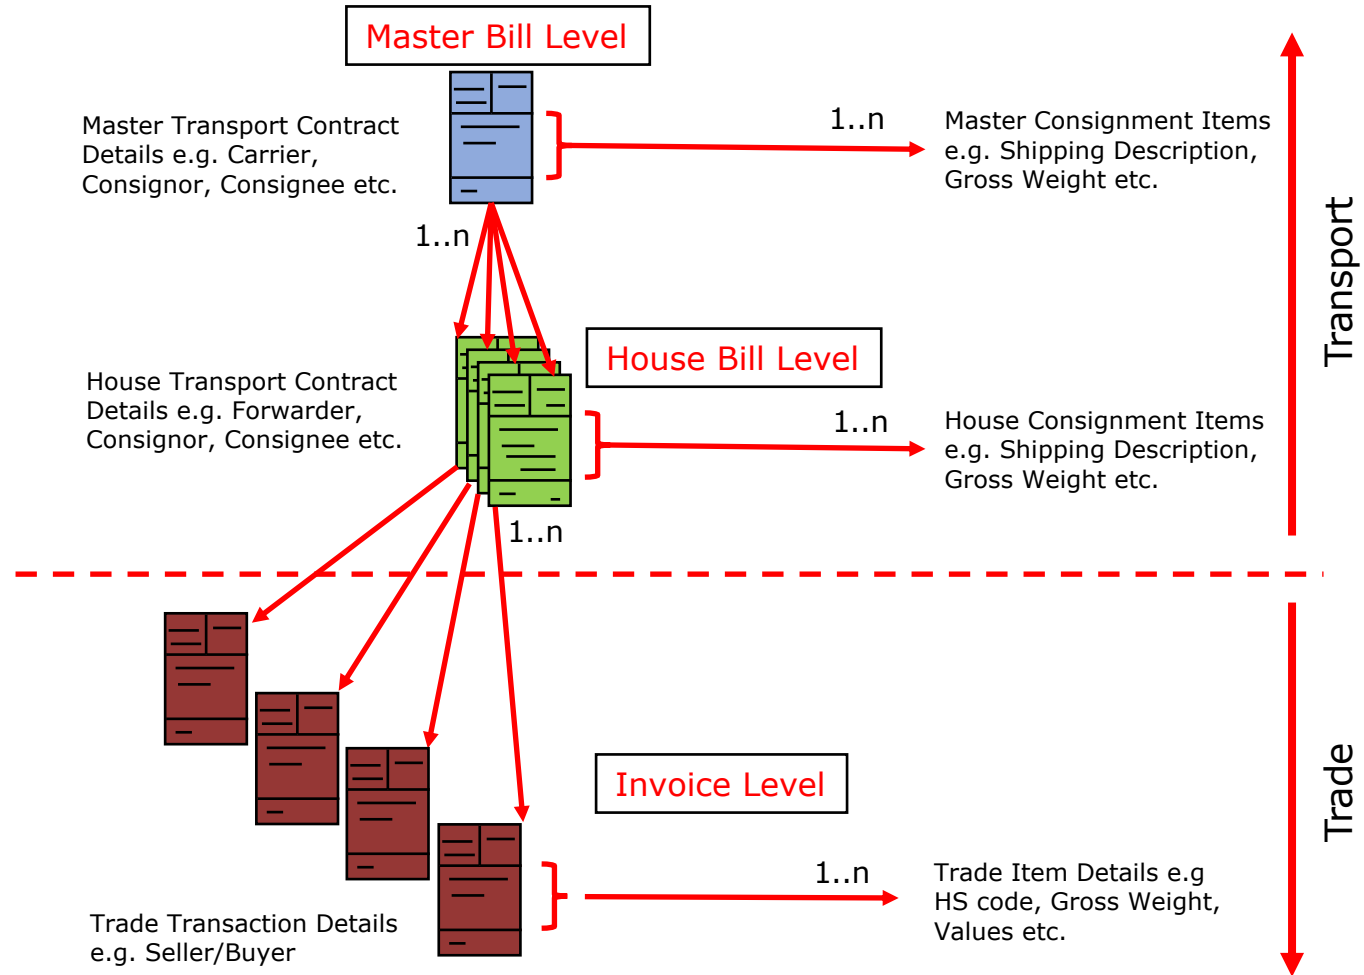 Master Bill Level
Master Transport Contract
Details e.g. Carrier,
Consignor, Consignee etc.
1..n
Master Consignment Items
e.g. Shipping Description,
Gross Weight etc.
1..n
Transport
House Bill Level
House Transport Contract
Details e.g. Forwarder,
Consignor, Consignee etc.
1..n
House Consignment Items
e.g. Shipping Description,
Gross Weight etc.
1..n
Invoice Level
Trade
1..n
Trade Item Details e.g
HS code, Gross Weight,
Values etc.
Trade Transaction Details
e.g. Seller/Buyer